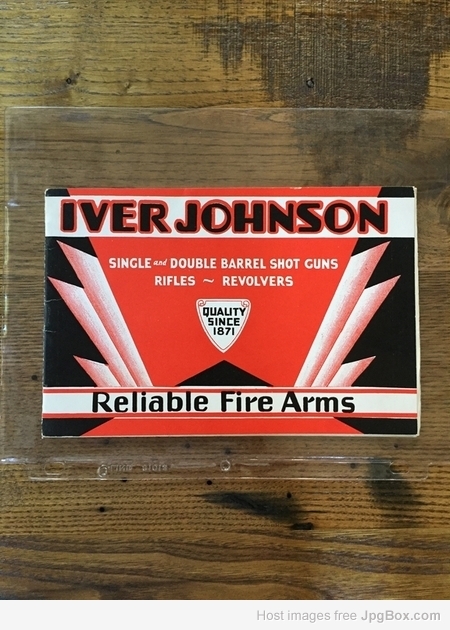 IVER JOHNSON
SINGLE and DOUBLE BARREL SHOT GUNS
RIFLES ~ REVOLVERS
QUALITY
SINCE
1871
Reliable Fire Arms
Host images free JpgBox.com